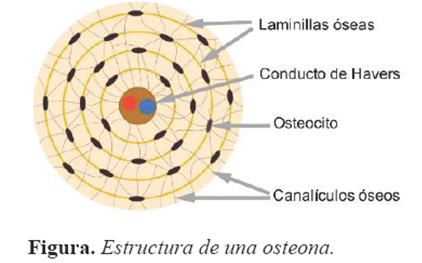 Laminillas óseas
Conducto de Havers
Osteocito
Canalículos óseos
Figura. Estructura de una osteona.